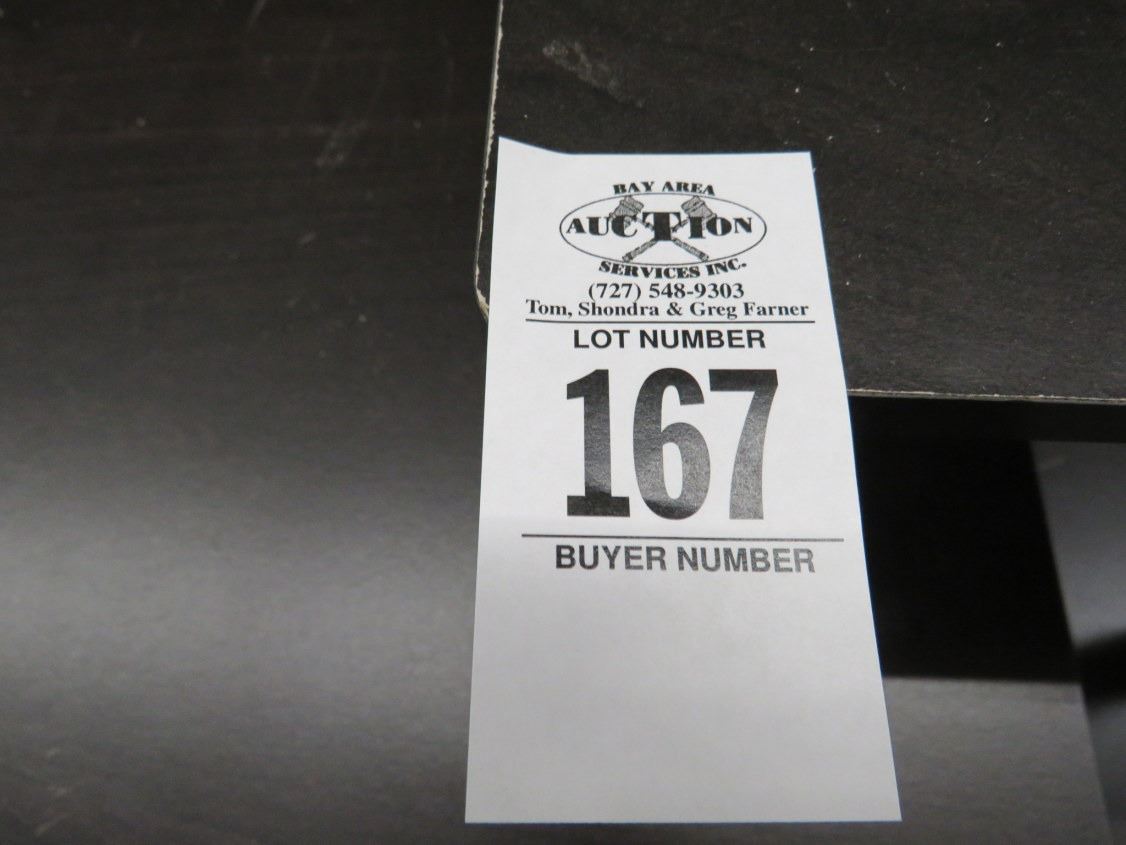 BAY AREA
AUCTION
SERVICES INC.
(727) 548-9303
Tom, Shondra & Greg Farner
LOT NUMBER
167
BUYER NUMBER